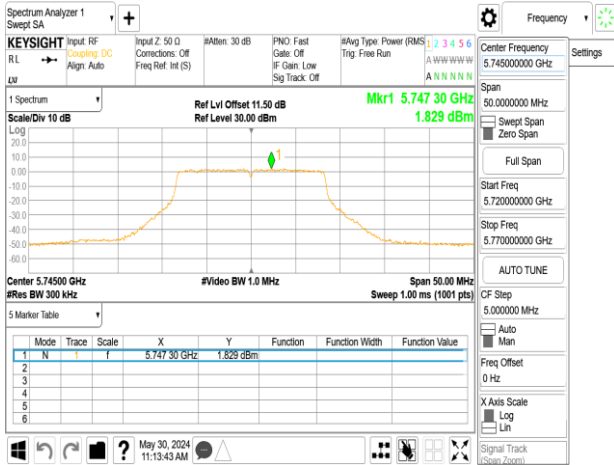 Spectrum Analyzer 1
Swept SA
+
Frequency
Settings
KEYSIGHT
RL
Input: RF
Coupling: DC
Align: Auto
Input Z: 50 Ω
Corrections: Off
Freq Ref: Int (S)
#Atten: 30 dB
PNO: Fast
Gate: Off
IF Gain: Low
Sig Track: Off
#Avg Type: Power (RMS
Trig: Free Run
1 2 3 4 5 6
A W W W W W
A N N N N N
1 Spectrum
Scale/Div 10 dB
Ref Lvl Offset 11.50 dB
Ref Level 30.00 dBm
Mkr1 5.747 30 GHz
1.829 dBm
Log
20.0
10.0
0.00
-10.0
-20.0
-30.0
-40.0
-50.0
-60.0
1
Center 5.74500 GHz
#Video BW 1.0 MHz
Span 50.00 MHz
#Res BW 300 kHz
Sweep 1.00 ms (1001 pts)
5 Marker Table
Mode Trace Scale X Y Function Function Width Function Value
1 N 1 f 5.747 30 GHz 1.829 dBm
2
3
4
5
6
Center Frequency
5.745000000 GHz
Span
50.0000000 MHz
Swept Span
Zero Span
Full Span
Start Freq
5.720000000 GHz
Stop Freq
5.770000000 GHz
AUTO TUNE
CF Step
5.000000 MHz
Auto
Man
Freq Offset
0 Hz
X Axis Scale
Log
Lin
Signal Track
(Span Zoom)
?
May 30, 2024
11:13:43 AM